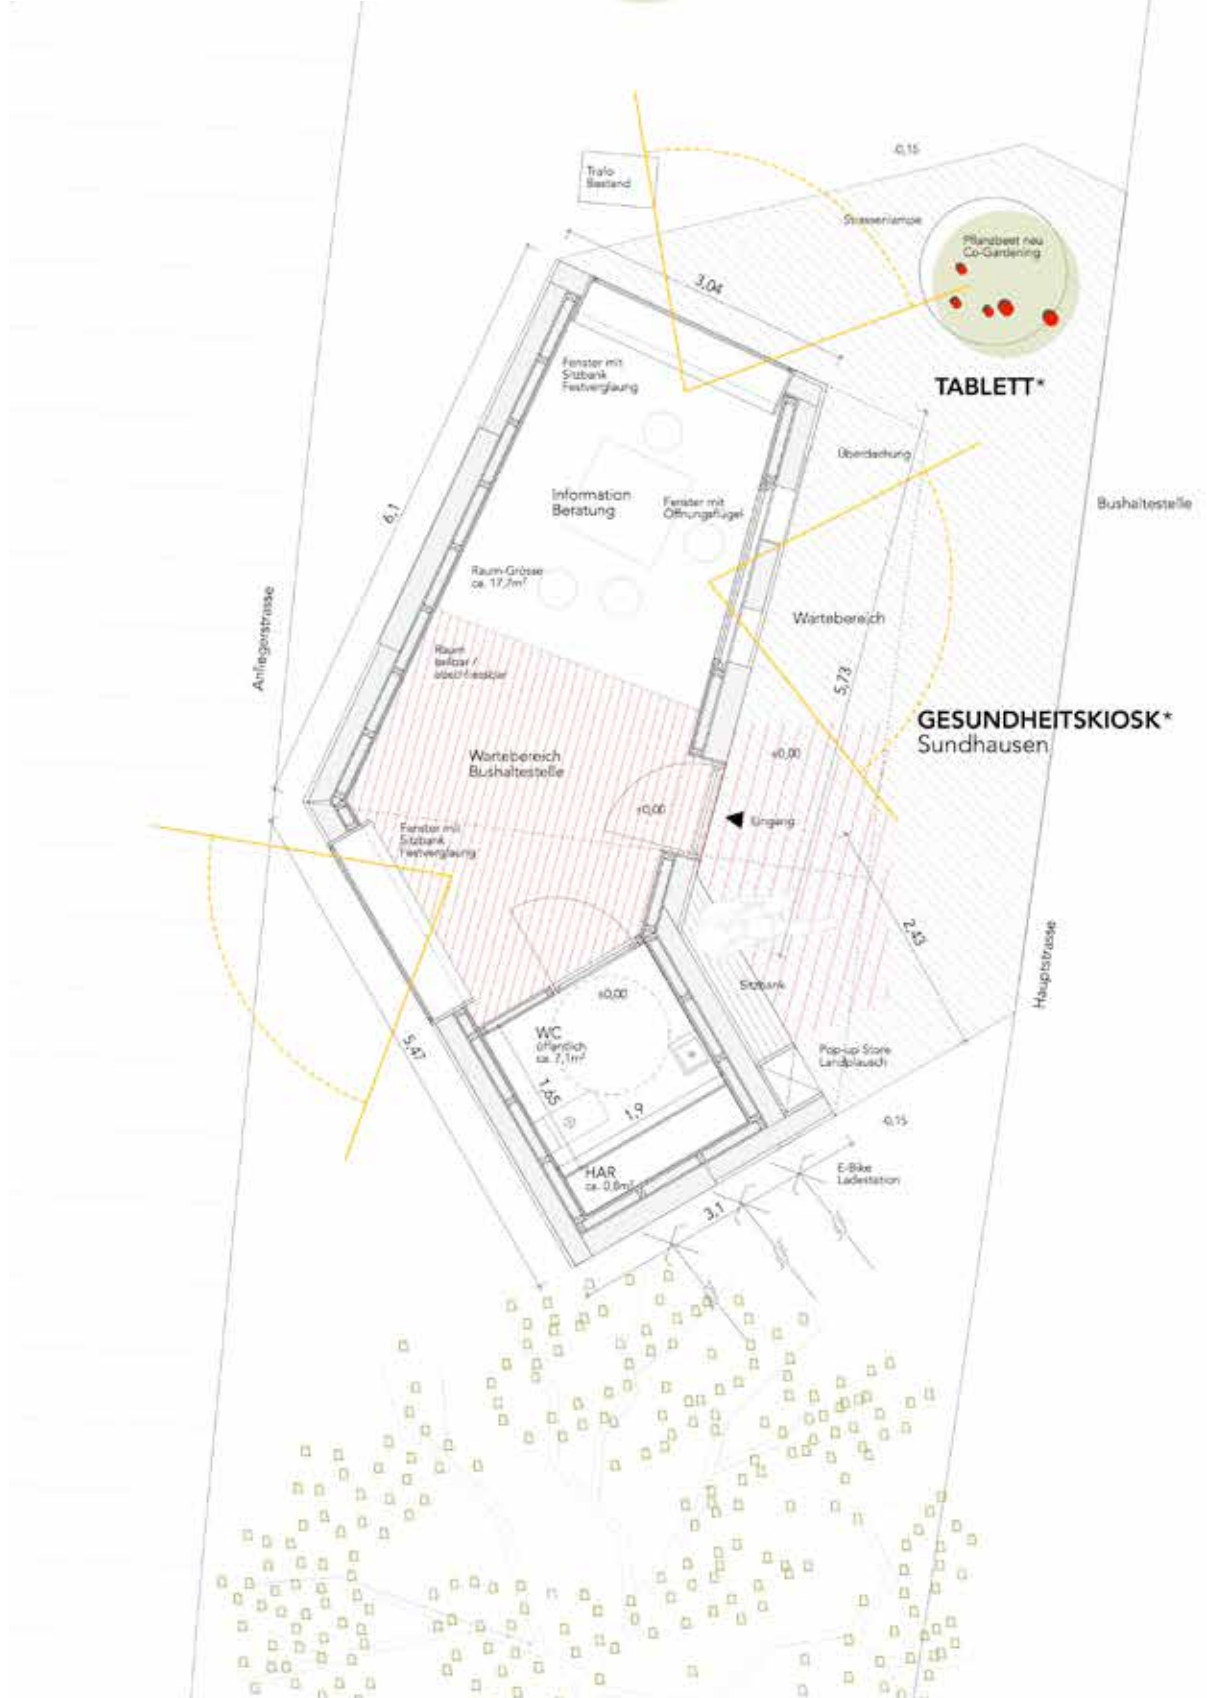 -0,15
Trafo
Bestand
Strassenlampe
Pflanzbeet neu
Co-Gardening
3,04
Fenster mit
Sitzbank
Festverglaung
TABLETT*
Überdachung
6,1
Information
Beratung
Fenster mit
Öffnungsflügel
Bushaltestelle
Raum-Grösse
ca. 17,7m²
Anliegerstrasse
Wartebereich
Raum
teilbar /
abschliessbar
5,73
GESUNDHEITSKIOSK*
Sundhausen
Wartebereich
Bushaltestelle
±0,00
±0,00
Eingang
Fenster mit
Sitzbank
Festverglaung
2,43
Hauptstrasse
±0,00
Sitzbank
WC
öffentlich
ca. 7,1m²
5,47
Pop-up Store
Landplausch
1,65
1,9
-0,15
HAR
ca. 0,8m²
E-Bike
Ladestation
3,1